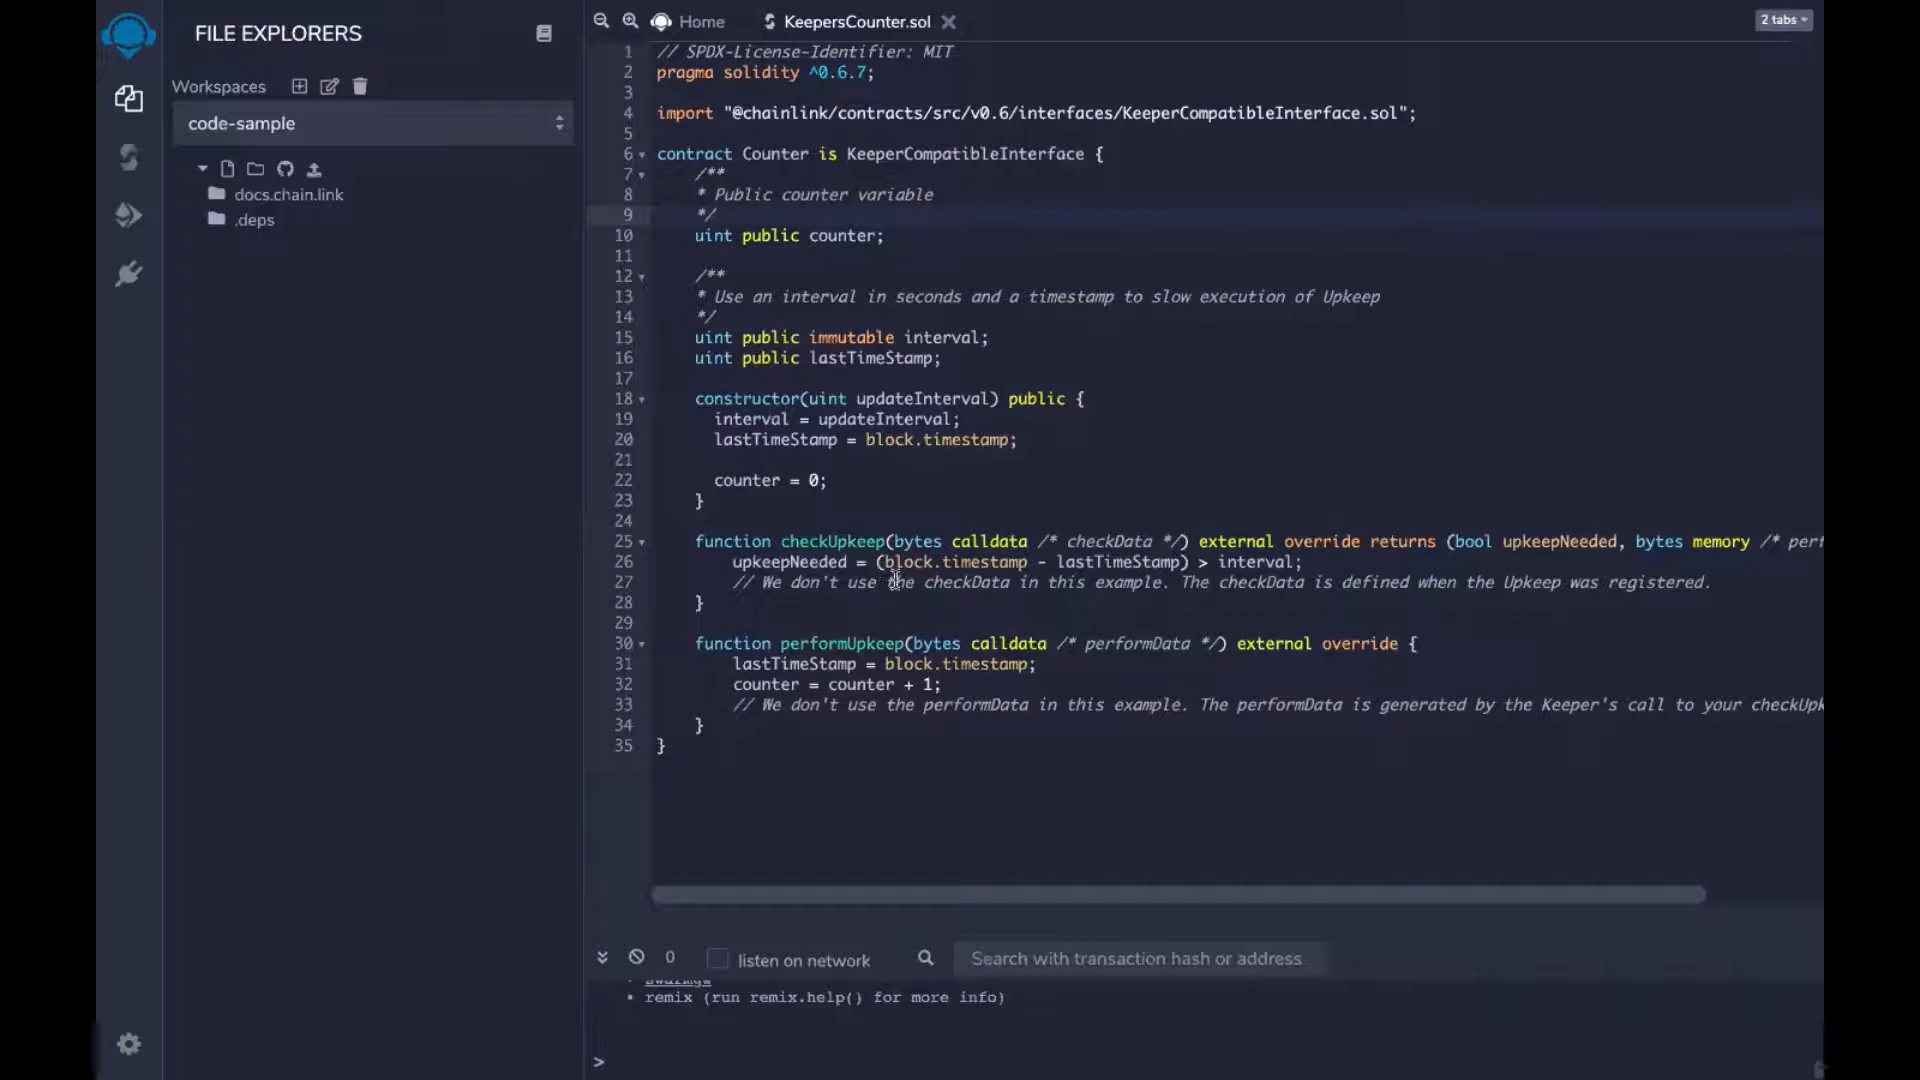 FILE EXPLORERS
Workspaces
code-sample
docs.chain.link
.deps
Home
KeepersCounter.sol
2 tabs
1 // SPDX-License-Identifier: MIT
2 pragma solidity ^0.6.7;
3
4 import "@chainlink/contracts/src/v0.6/interfaces/KeeperCompatibleInterface.sol";
5
6 contract Counter is KeeperCompatibleInterface {
7 /**
8 * Public counter variable
9 */
10 uint public counter;
11
12 /**
13 * Use an interval in seconds and a timestamp to slow execution of Upkeep
14 */
15 uint public immutable interval;
16 uint public lastTimeStamp;
17
18 constructor(uint updateInterval) public {
19 interval = updateInterval;
20 lastTimeStamp = block.timestamp;
21
22 counter = 0;
23 }
24
25 function checkUpkeep(bytes calldata /* checkData */) external override returns (bool upkeepNeeded, bytes memory /* perf
26 upkeepNeeded = (block.timestamp - lastTimeStamp) > interval;
27 // We don't use the checkData in this example. The checkData is defined when the Upkeep was registered.
28 }
29
30 function performUpkeep(bytes calldata /* performData */) external override {
31 lastTimeStamp = block.timestamp;
32 counter = counter + 1;
33 // We don't use the performData in this example. The performData is generated by the Keeper's call to your checkUpk
34 }
35 }
0
listen on network
Search with transaction hash or address
• remix (run remix.help() for more info)
>